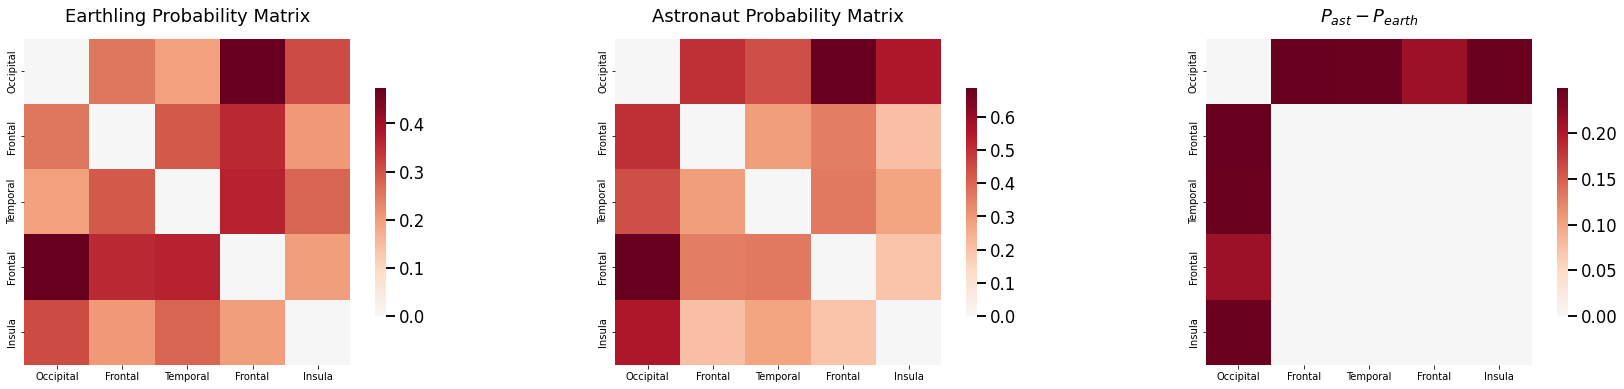 Earthling Probability Matrix
Occipital
Frontal
Temporal
Frontal
Insula
Occipital Frontal Temporal Frontal Insula
0.4
0.3
0.2
0.1
0.0
Astronaut Probability Matrix
Occipital
Frontal
Temporal
Frontal
Insula
Occipital Frontal Temporal Frontal Insula
0.6
0.5
0.4
0.3
0.2
0.1
0.0
P_ast − P_earth
Occipital
Frontal
Temporal
Frontal
Insula
Occipital Frontal Temporal Frontal Insula
0.20
0.15
0.10
0.05
0.00